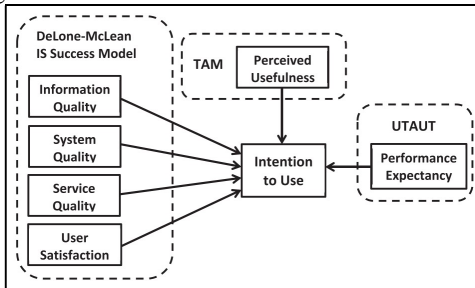 DeLone-McLean
IS Success Model
Information
Quality
System
Quality
Service
Quality
User
Satisfaction
TAM
Perceived
Usefulness
Intention
to Use
UTAUT
Performance
Expectancy